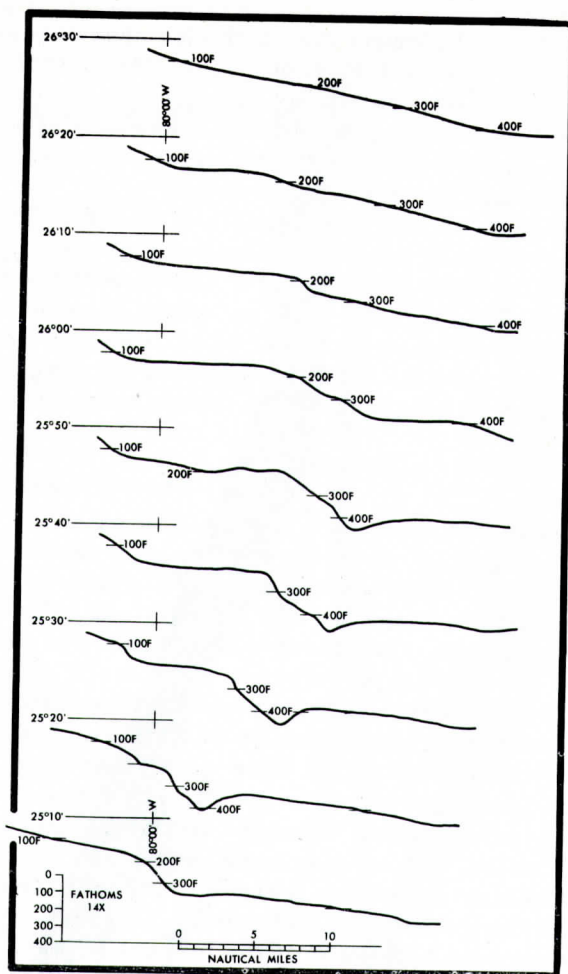 26°30'
100F
200F
300F
400F
80°00' W
26°20'
100F
200F
300F
400F
26°10'
100F
200F
300F
400F
26°00'
100F
200F
300F
400F
25°50'
100F
200F
300F
400F
25°40'
100F
300F
400F
25°30'
100F
300F
400F
25°20'
100F
300F
400F
25°10'
80°00' W
100F
200F
300F
0
100
200
300
400
FATHOMS
14X
0 5 10
NAUTICAL MILES